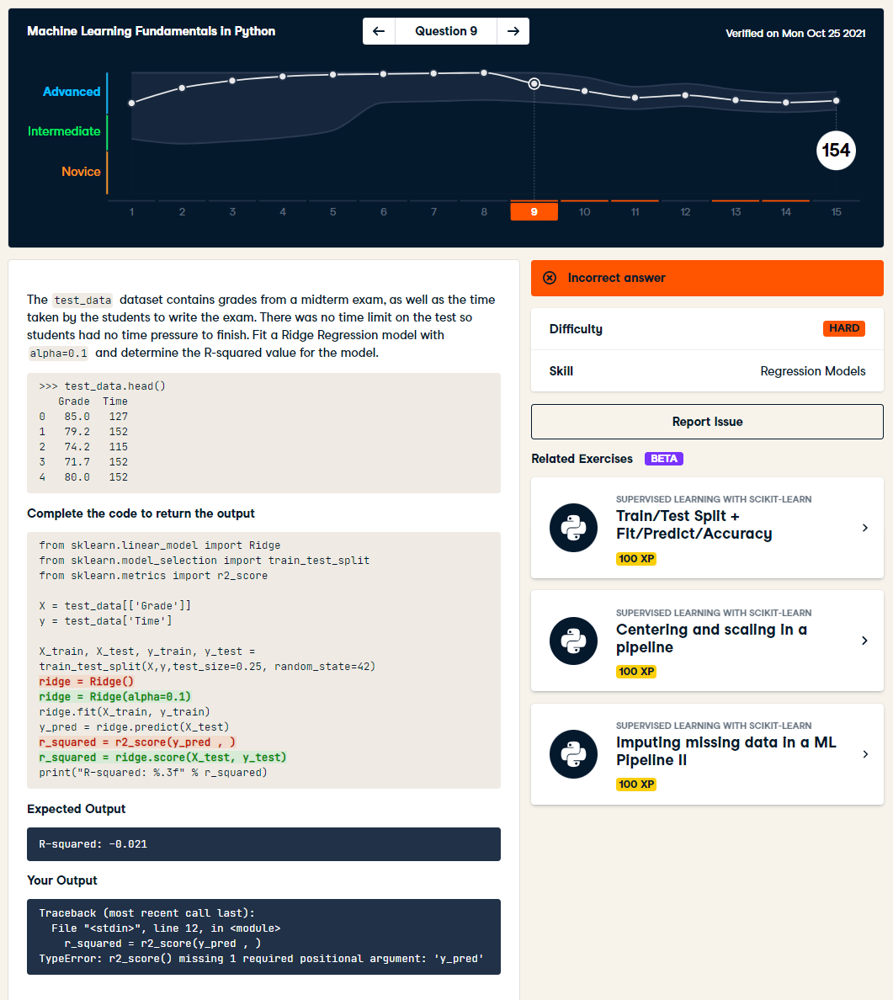 Machine Learning Fundamentals in Python
Question 9
Verified on Mon Oct 25 2021
Advanced
Intermediate
Novice
154
1 2 3 4 5 6 7 8 9 10 11 12 13 14 15
The test_data dataset contains grades from a midterm exam, as well as the time
taken by the students to write the exam. There was no time limit on the test so
students had no time pressure to finish. Fit a Ridge Regression model with
alpha=0.1 and determine the R-squared value for the model.
>>> test_data.head()
   Grade  Time
0   85.0   127
1   79.2   152
2   74.2   115
3   71.7   152
4   80.0   152
Complete the code to return the output
from sklearn.linear_model import Ridge
from sklearn.model_selection import train_test_split
from sklearn.metrics import r2_score
X = test_data[['Grade']]
y = test_data['Time']
X_train, X_test, y_train, y_test =
train_test_split(X,y,test_size=0.25, random_state=42)
ridge = Ridge()
ridge = Ridge(alpha=0.1)
ridge.fit(X_train, y_train)
y_pred = ridge.predict(X_test)
r_squared = r2_score(y_pred , )
r_squared = ridge.score(X_test, y_test)
print("R-squared: %.3f" % r_squared)
Expected Output
R-squared: -0.021
Your Output
Traceback (most recent call last):
  File "<stdin>", line 12, in <module>
    r_squared = r2_score(y_pred , )
TypeError: r2_score() missing 1 required positional argument: 'y_pred'
Incorrect answer
Difficulty
HARD
Skill
Regression Models
Report Issue
Related Exercises BETA
SUPERVISED LEARNING WITH SCIKIT-LEARN
Train/Test Split +
Fit/Predict/Accuracy
100 XP
SUPERVISED LEARNING WITH SCIKIT-LEARN
Centering and scaling in a
pipeline
100 XP
SUPERVISED LEARNING WITH SCIKIT-LEARN
Imputing missing data in a ML
Pipeline II
100 XP